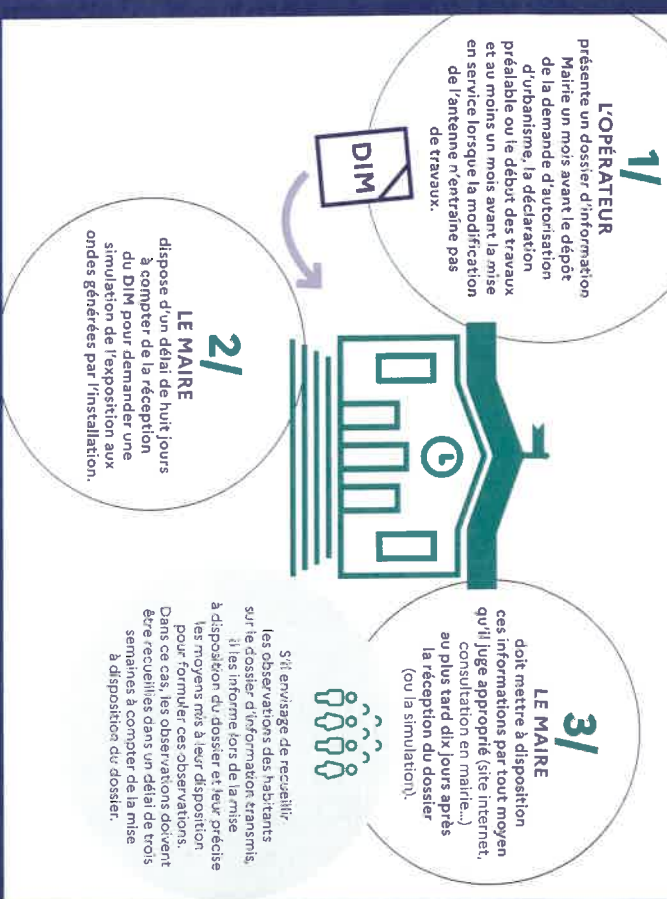 1/
L'OPÉRATEUR
présente un dossier d'information
Mairie un mois avant le dépôt
de la demande d'autorisation
d'urbanisme, la déclaration
préalable ou le début des travaux
et au moins un mois avant la mise
en service lorsque la modification
de l'antenne n'entraîne pas
de travaux.
DIM
2/
LE MAIRE
dispose d'un délai de huit jours
à compter de la réception
du DIM pour demander une
simulation de l'exposition aux
ondes générées par l'installation.
3/
LE MAIRE
doit mettre à disposition
ces informations par tout moyen
qu'il juge approprié (site internet,
consultation en mairie...)
au plus tard dix jours après
la réception du dossier
(ou la simulation).
S'il envisage de recueillir
les observations des habitants
sur le dossier d'information transmis,
il les informe lors de la mise
à disposition du dossier et leur précise
les moyens mis à leur disposition
pour formuler ces observations.
Dans ce cas, les observations doivent
être recueillies dans un délai de trois
semaines à compter de la mise
à disposition du dossier.